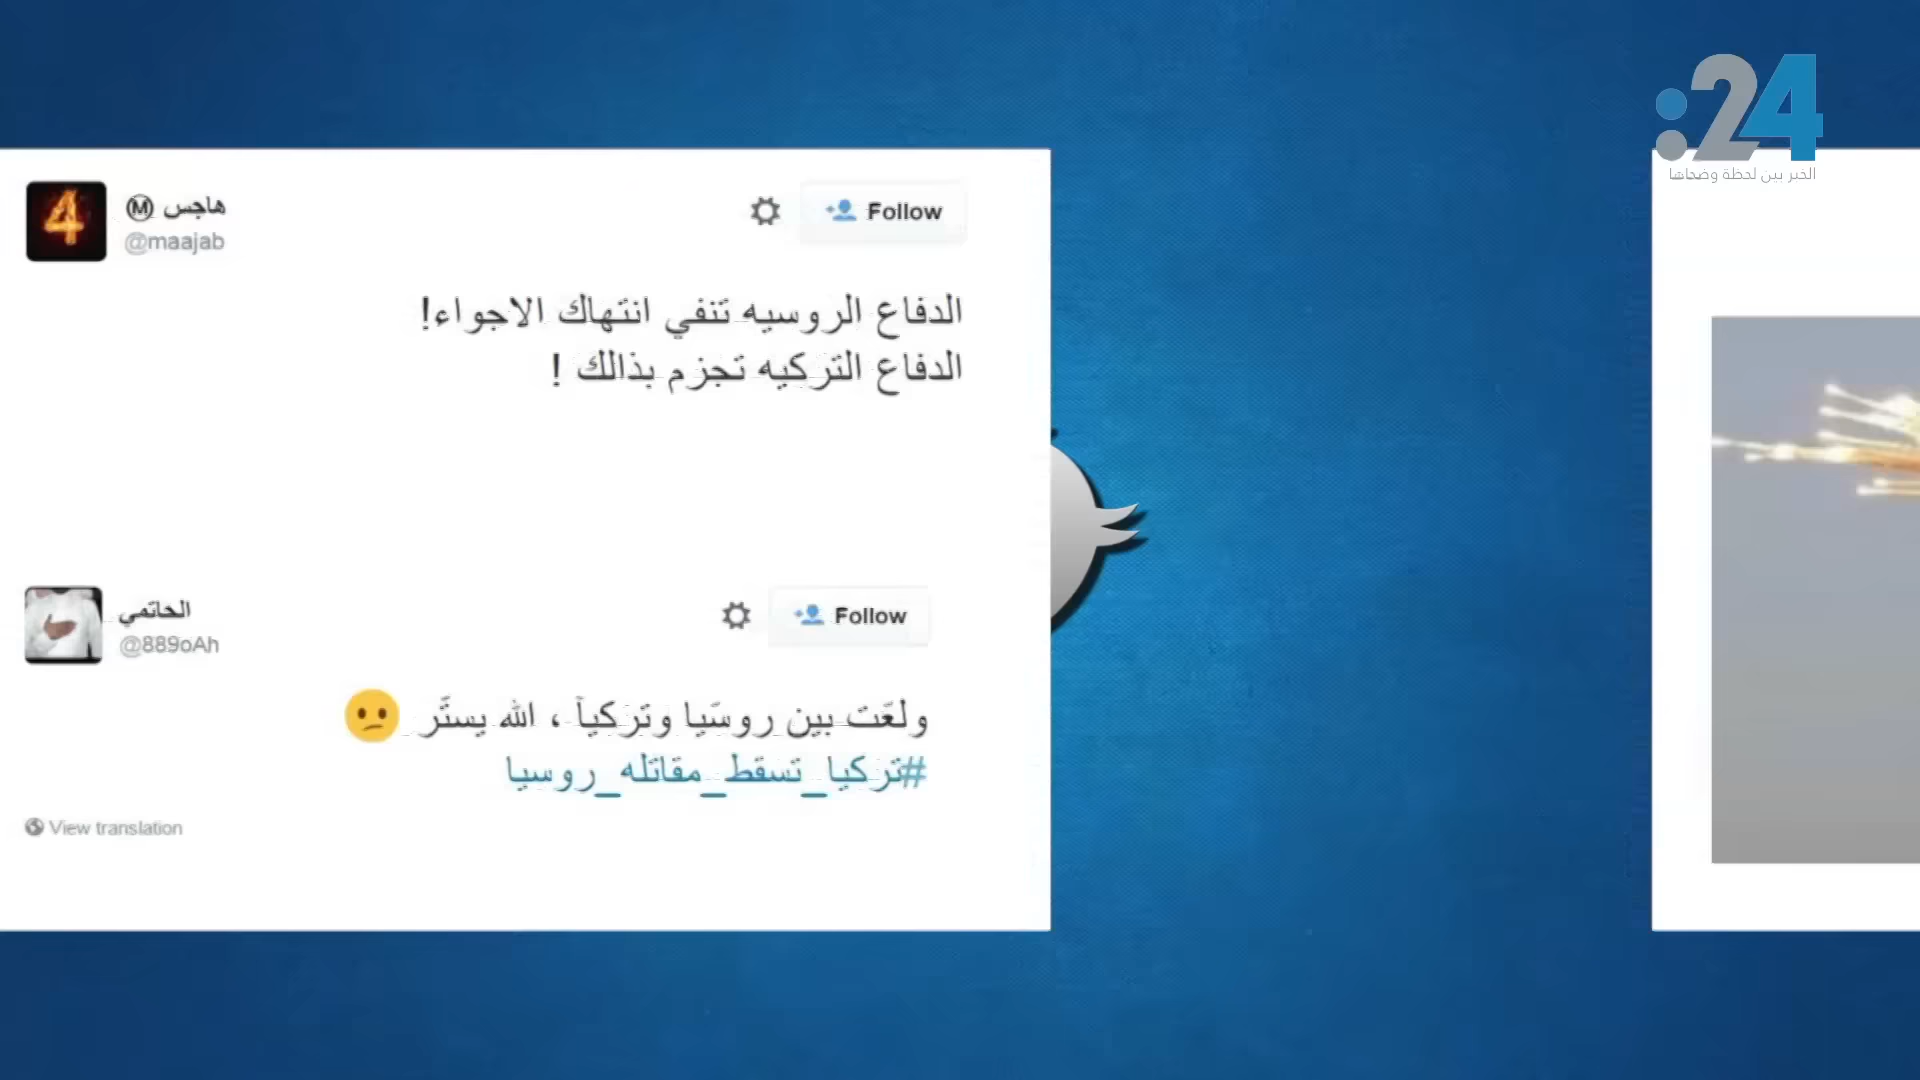 :24
الخبر بين لحظة وضحاها
هاجس Ⓜ
@maajab
Follow
الدفاع الروسيه تنفي انتهاك الاجواء!
الدفاع التركيه تجزم بذالك !
الحاتمي
@889oAh
Follow
ولعّت بين روسّيا وتركيآ ، الله يستّر 😕
#تركيا_تسقط_مقاتله_روسيا
View translation